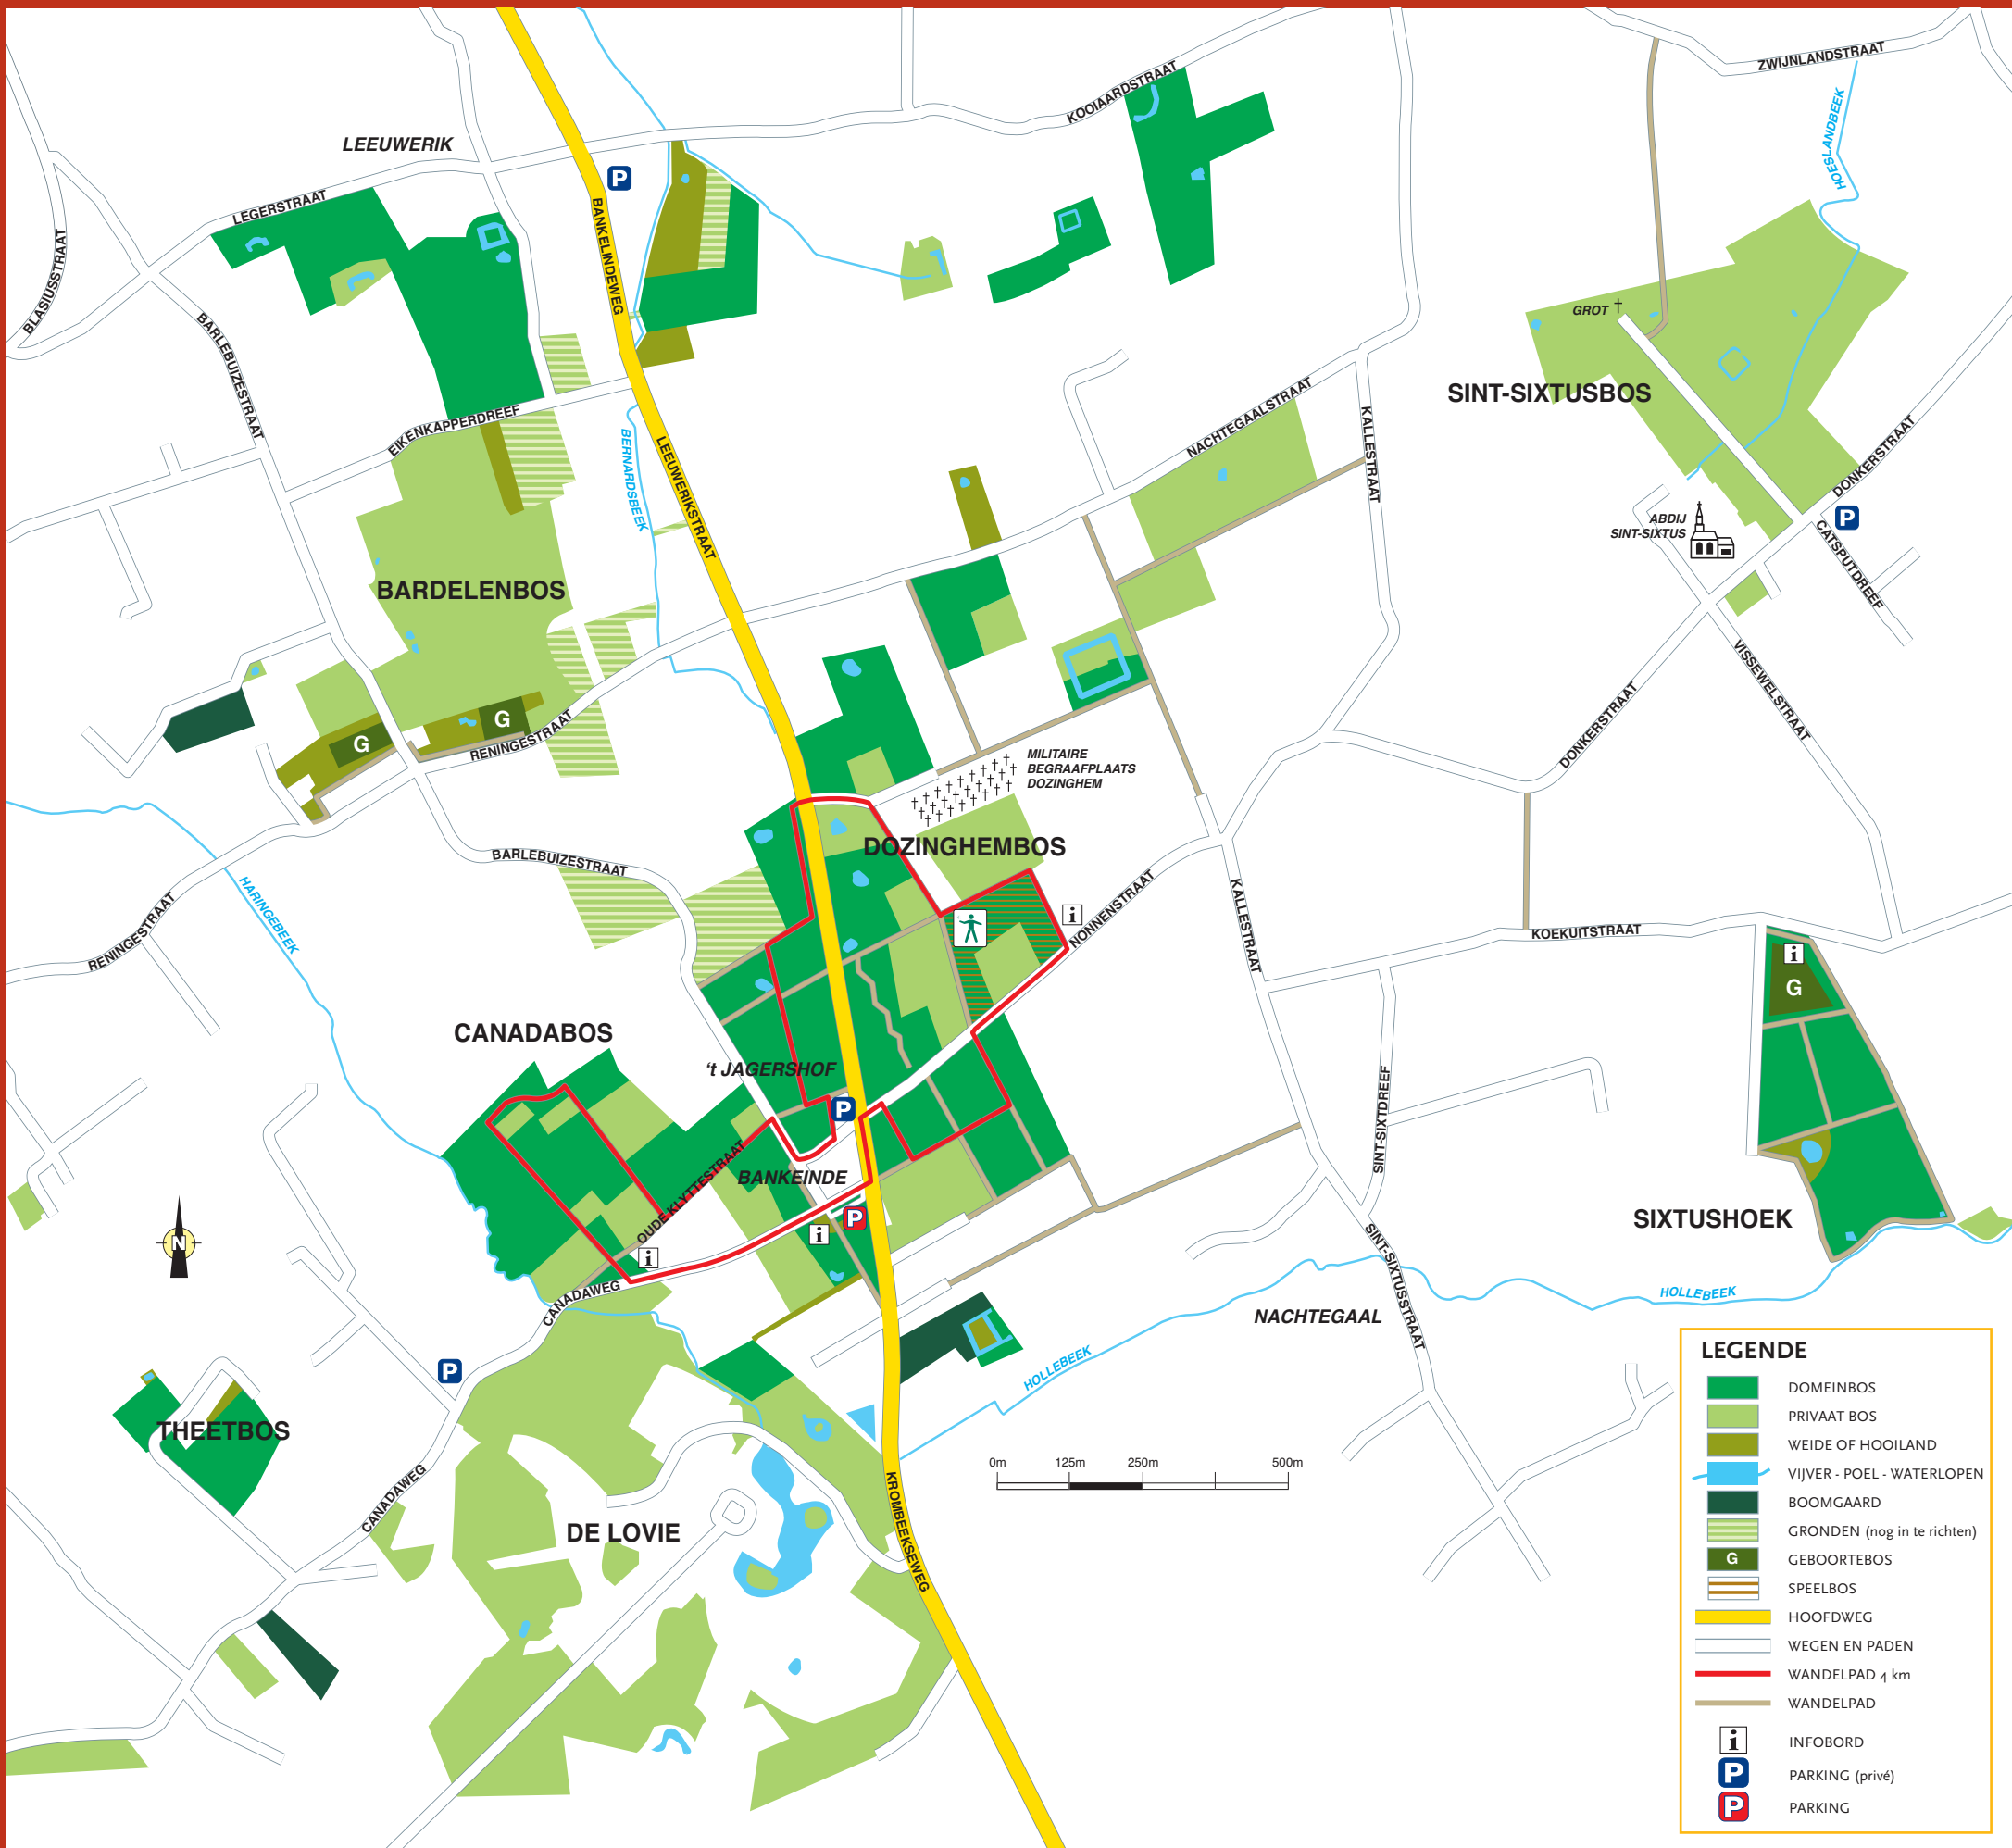 ZWIJNLANDSTRAAT
KOOIAARDSTRAAT
HOESLANDBEEK
LEEUWERIK
P
LEGERSTRAAT
BANKELINDEWEG
BLASIUSSTRAAT
GROT †
BARLEBUIZESTRAAT
SINT-SIXTUSBOS
EIKENKAPPERDREEF
NACHTEGAALSTRAAT
KALLESTRAAT
BERNARDSBEEK
LEEUWERIKSTRAAT
DONKERSTRAAT
P
ABDIJ
SINT-SIXTUS
CATSPUTDREEF
BARDELENBOS
VISSEWELSTRAAT
DONKERSTRAAT
G
G
RENINGESTRAAT
MILITAIRE
BEGRAAFPLAATS
DOZINGHEM
DOZINGHEMBOS
BARLEBUIZESTRAAT
HARINGEBEEK
RENINGESTRAAT
i
NONNENSTRAAT
KALLESTRAAT
KOEKUITSTRAAT
i
G
CANADABOS
't JAGERSHOF
P
SINT-SIXTDREEF
OUDE KLYTTESTRAAT
BANKEINDE
P
i
i
SIXTUSHOEK
N
CANADAWEG
SINT-SIXTUSSTRAAT
HOLLEBEEK
NACHTEGAAL
HOLLEBEEK
P
THEETBOS
CANADAWEG
DE LOVIE
KROMBEEKSEWEG
0m 125m 250m 500m
LEGENDE
DOMEINBOS
PRIVAAT BOS
WEIDE OF HOOILAND
VIJVER - POEL - WATERLOPEN
BOOMGAARD
GRONDEN (nog in te richten)
G GEBOORTEBOS
SPEELBOS
HOOFDWEG
WEGEN EN PADEN
WANDELPAD 4 km
WANDELPAD
i INFOBORD
P PARKING (privé)
P PARKING